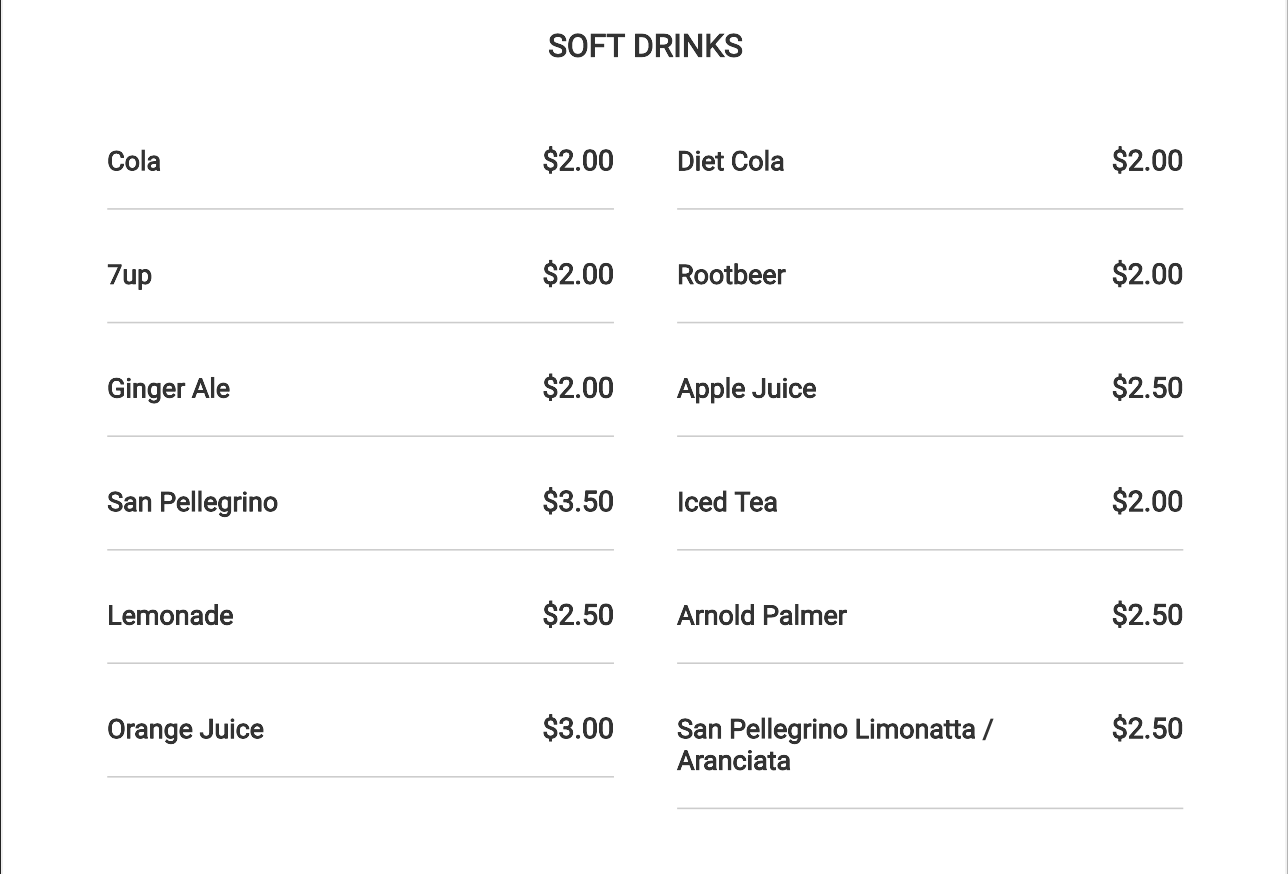 SOFT DRINKS
Cola $2.00
Diet Cola $2.00
7up $2.00
Rootbeer $2.00
Ginger Ale $2.00
Apple Juice $2.50
San Pellegrino $3.50
Iced Tea $2.00
Lemonade $2.50
Arnold Palmer $2.50
Orange Juice $3.00
San Pellegrino Limonatta / $2.50
Aranciata